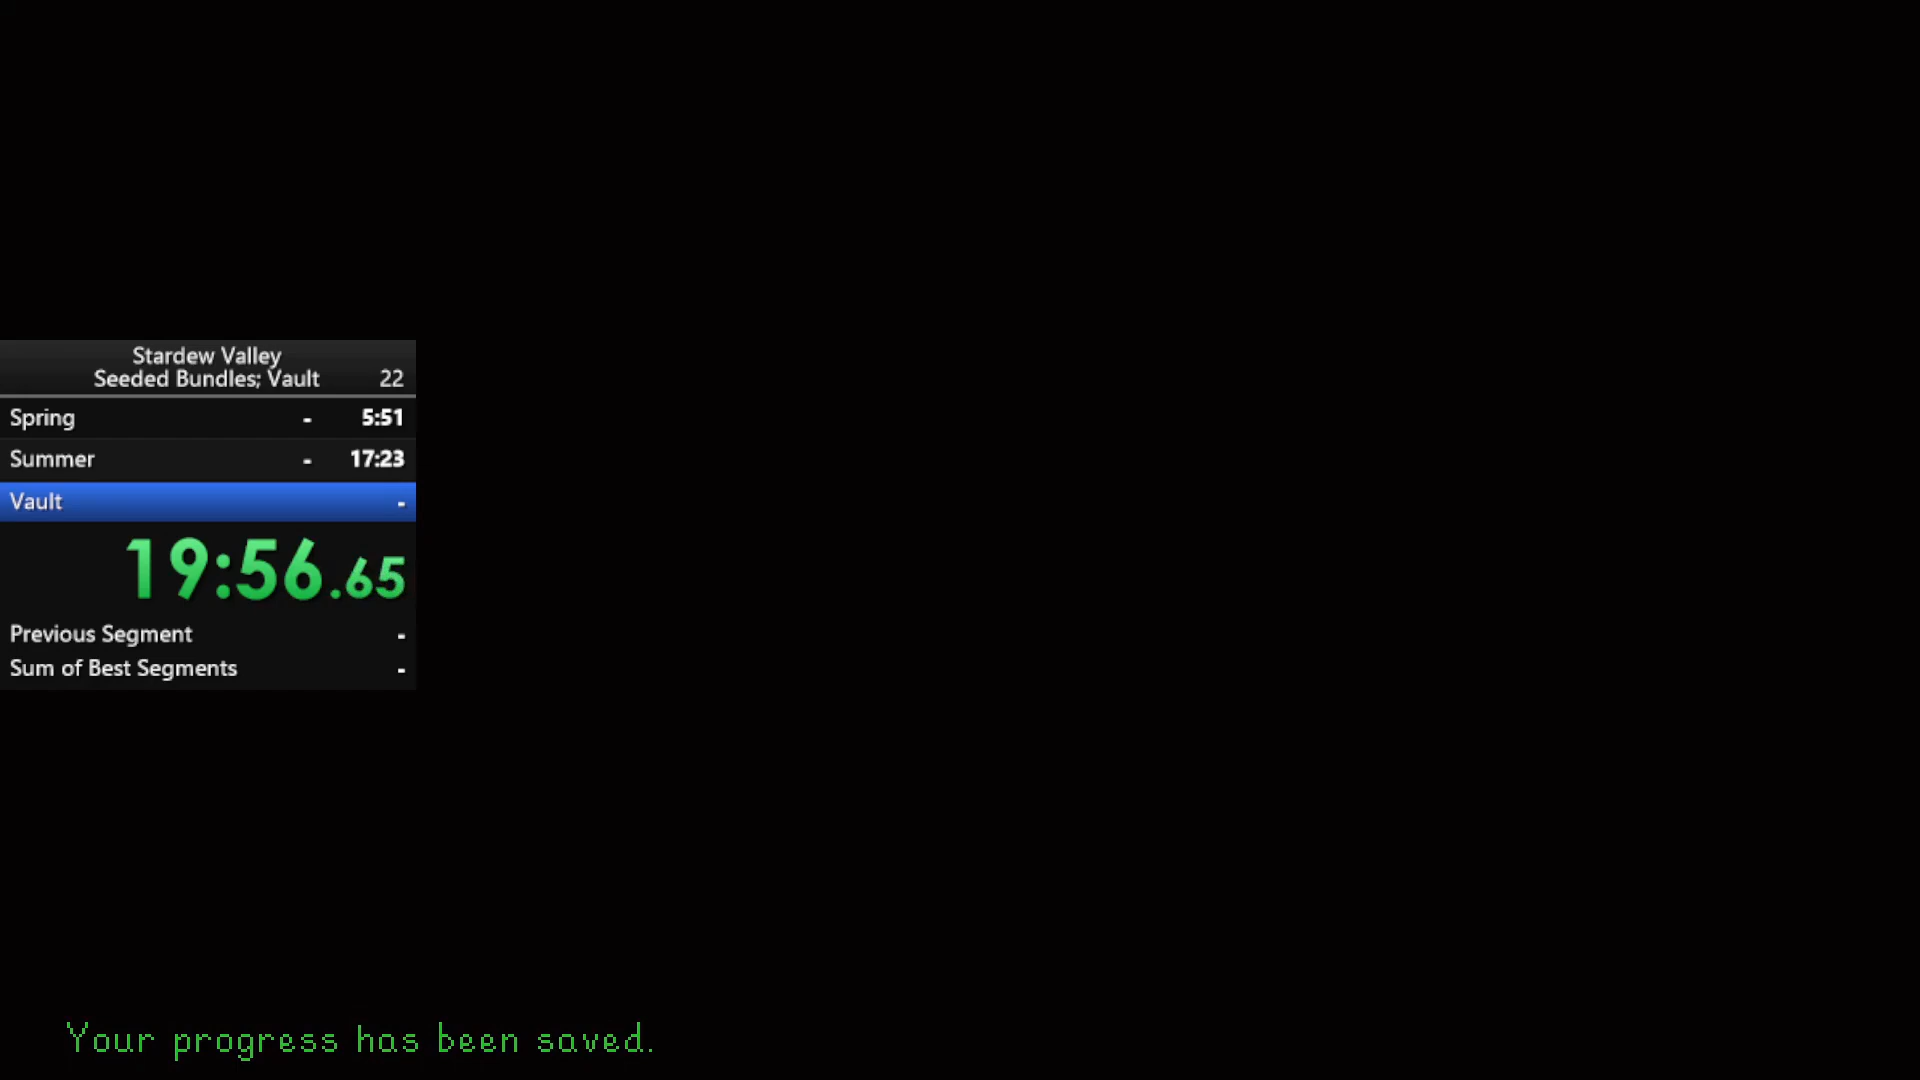 Stardew Valley
Seeded Bundles; Vault 22
Spring - 5:51
Summer - 17:23
Vault -
19:56.65
Previous Segment -
Sum of Best Segments -
Your progress has been saved.